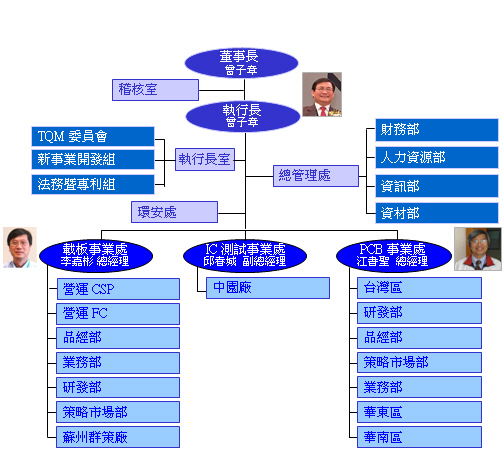 董事長
曾子章
稽核室
執行長
曾子章
TQM 委員會
新事業開發組
法務暨專利組
執行長室
總管理處
財務部
人力資源部
資訊部
資材部
環安處
載板事業處
李嘉彬 總經理
營運 CSP
營運 FC
品經部
業務部
研發部
策略市場部
蘇州群策廠
IC 測試事業處
邱春城 副總經理
中園廠
PCB 事業處
江書聖 總經理
台灣區
研發部
品經部
策略市場部
業務部
華東區
華南區